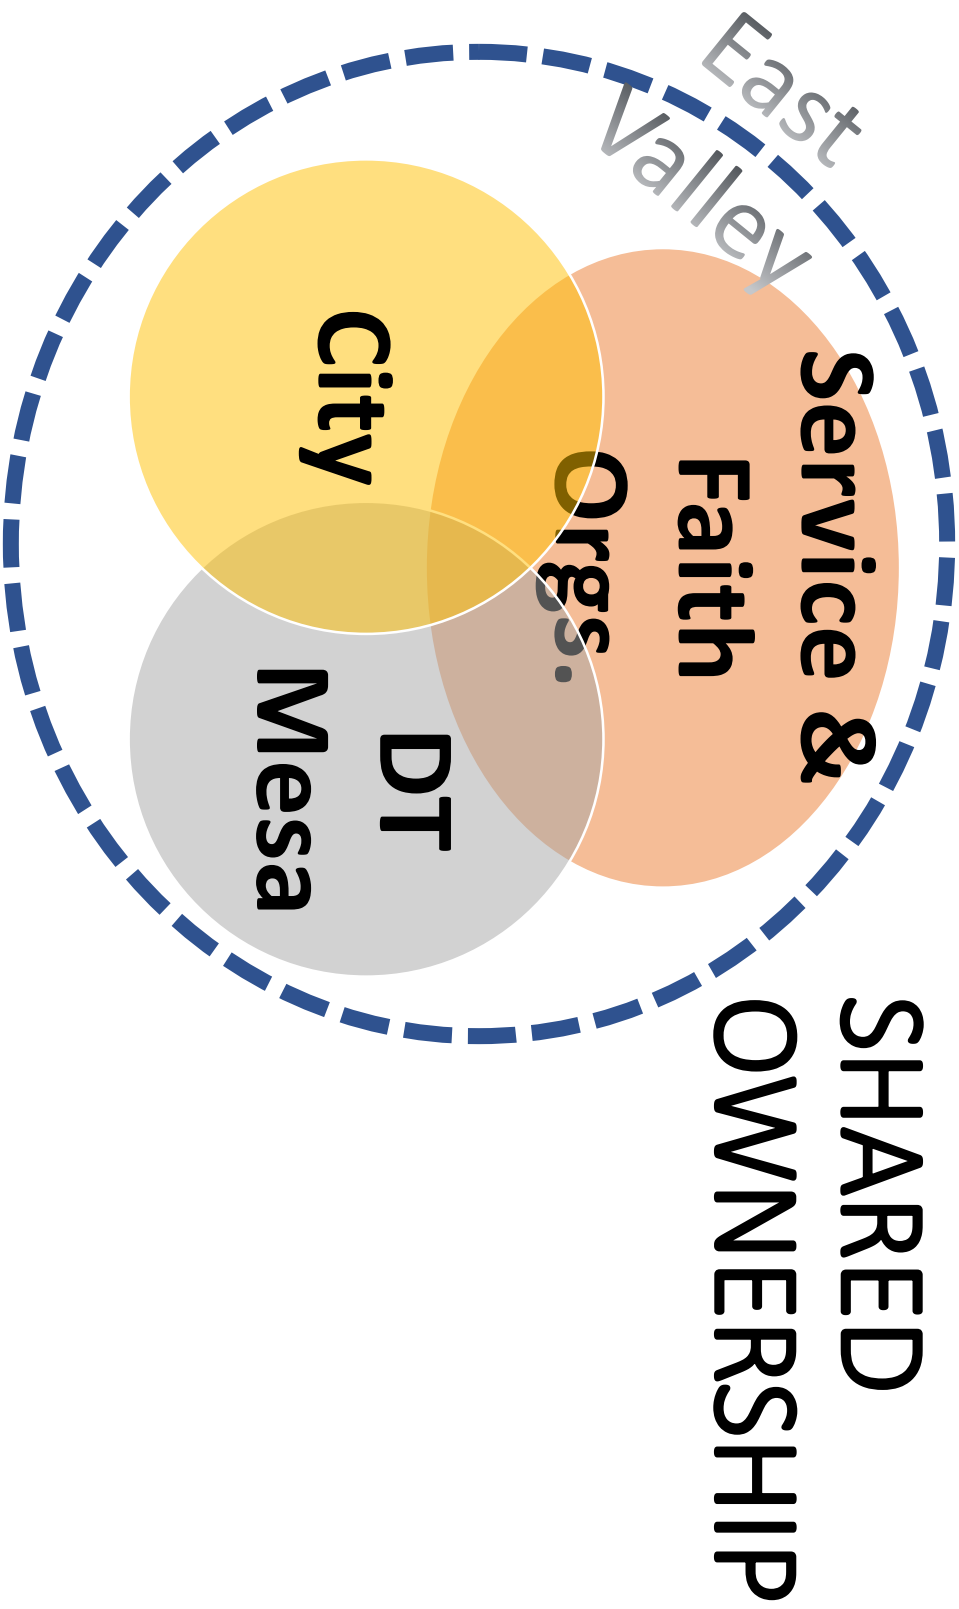 SHARED
OWNERSHIP
East
Valley
Service &
Faith
Orgs.
City
DT
Mesa